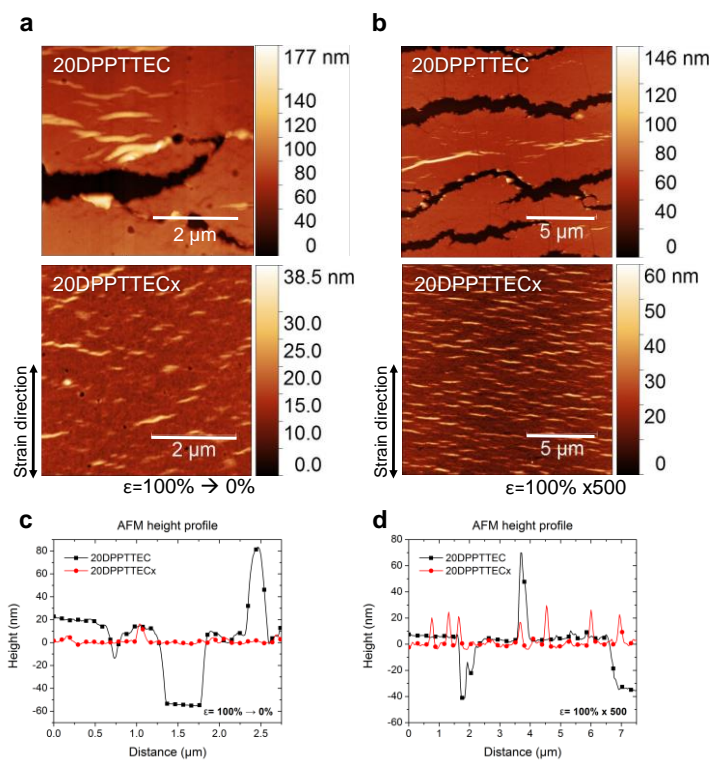 a
20DPPTTEC
2 μm
177 nm
140
120
100
80
60
40
0
b
20DPPTTEC
5 μm
146 nm
120
100
80
60
40
0
20DPPTTECx
2 μm
38.5 nm
30.0
25.0
20.0
15.0
10.0
0.0
Strain direction
ε=100% → 0%
20DPPTTECx
5 μm
60 nm
50
40
30
20
0
Strain direction
ε=100% x500
c
AFM height profile
20DPPTTEC
20DPPTTECx
80
60
40
20
0
-20
-40
-60
Height (nm)
0.0 0.5 1.0 1.5 2.0 2.5
Distance (μm)
ε= 100% → 0%
d
AFM height profile
20DPPTTEC
20DPPTTECx
80
60
40
20
0
-20
-40
-60
Height (nm)
0 1 2 3 4 5 6 7
Distance (μm)
ε = 100% x 500